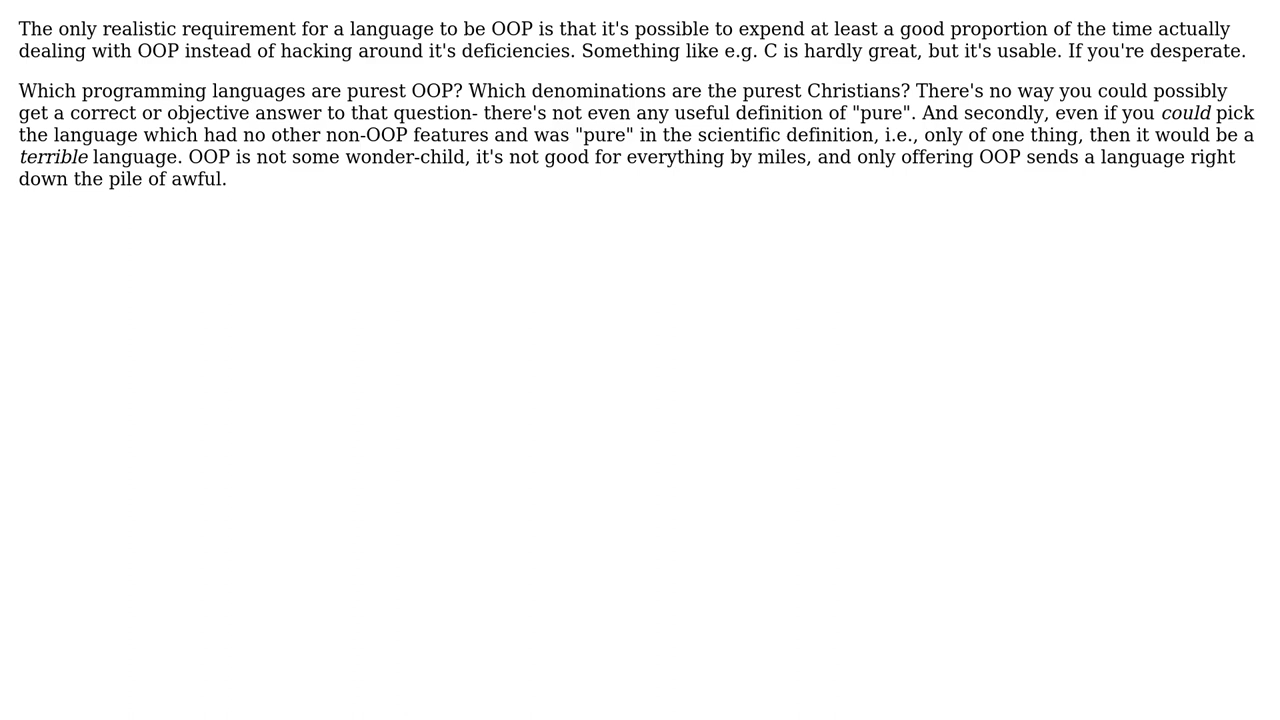 The only realistic requirement for a language to be OOP is that it's possible to expend at least a good proportion of the time actually
dealing with OOP instead of hacking around it's deficiencies. Something like e.g. C is hardly great, but it's usable. If you're desperate.
Which programming languages are purest OOP? Which denominations are the purest Christians? There's no way you could possibly
get a correct or objective answer to that question- there's not even any useful definition of "pure". And secondly, even if you could pick
the language which had no other non-OOP features and was "pure" in the scientific definition, i.e., only of one thing, then it would be a
terrible language. OOP is not some wonder-child, it's not good for everything by miles, and only offering OOP sends a language right
down the pile of awful.